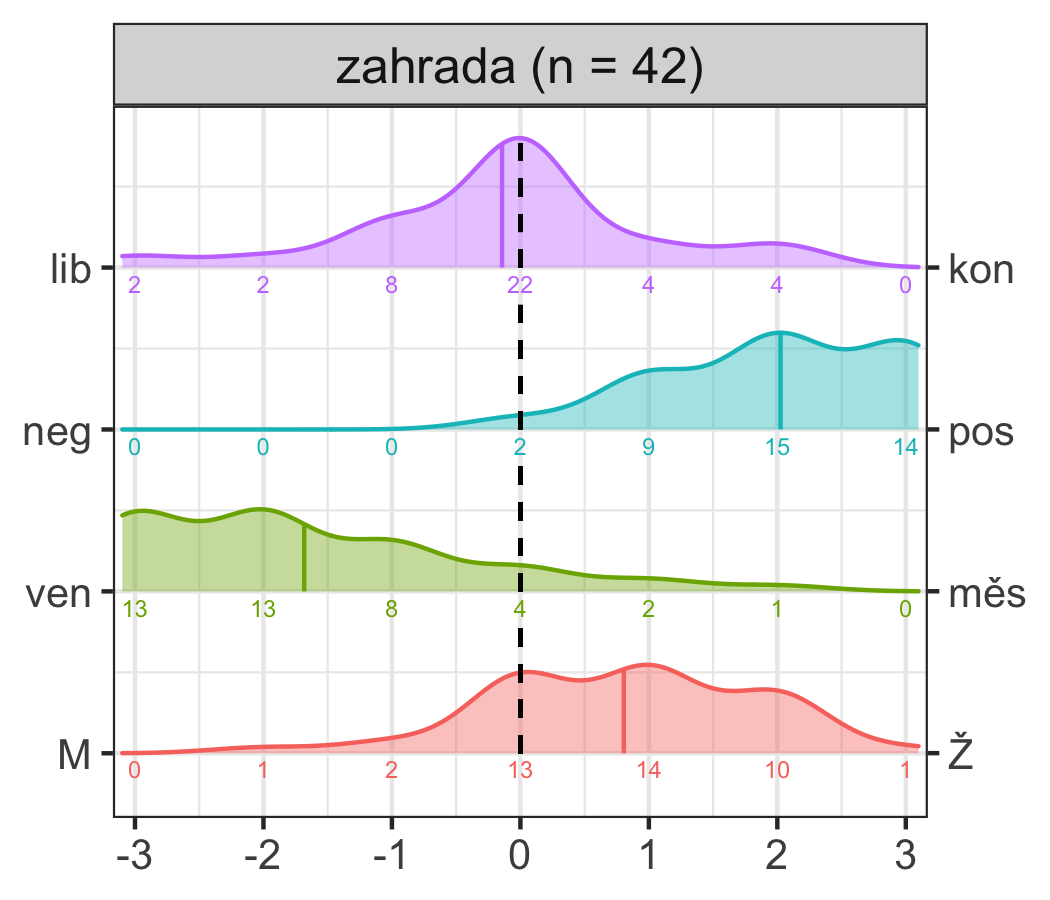 zahrada (n = 42)
lib kon
2 2 8 22 4 4 0
neg pos
0 0 0 2 9 15 14
ven měs
13 13 8 4 2 1 0
M Ž
0 1 2 13 14 10 1
-3 -2 -1 0 1 2 3